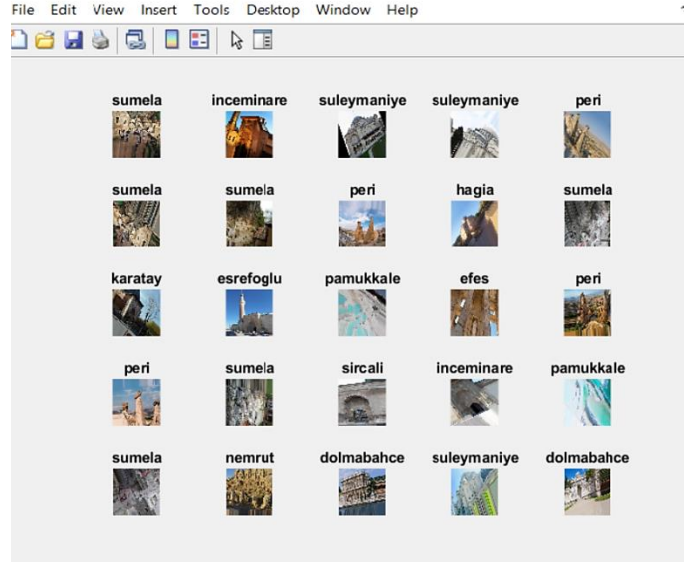 File Edit View Insert Tools Desktop Window Help
sumela inceminare suleymaniye suleymaniye peri
sumela sumela peri hagia sumela
karatay esrefoglu pamukkale efes peri
peri sumela sircali inceminare pamukkale
sumela nemrut dolmabahce suleymaniye dolmabahce